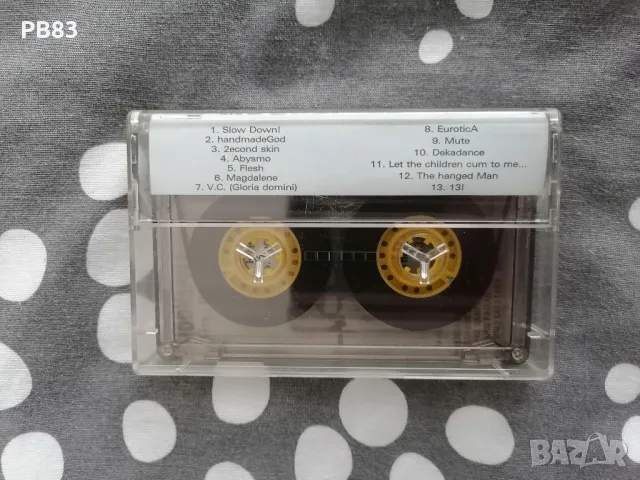 PB83
1. Slow Down!
2. handmadeGod
3. 2econd skin
4. Abysmo
5. Flesh
6. Magdalene
7. V.C. (Gloria domini)
8. EuroticA
9. Mute
10. Dekadance
11. Let the children cum to me...
12. The hanged Man
13. 13!
BAZAR